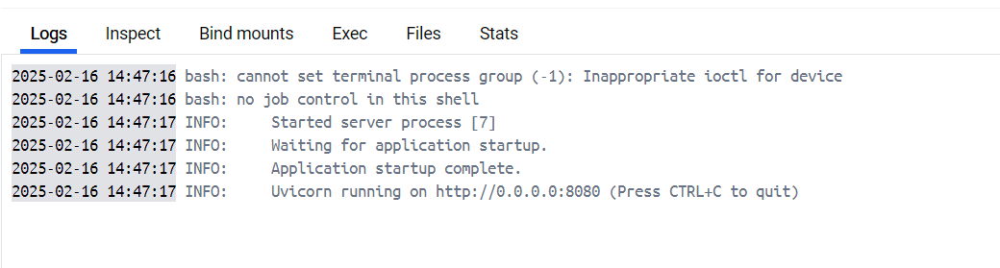 Logs Inspect Bind mounts Exec Files Stats
2025-02-16 14:47:16 bash: cannot set terminal process group (-1): Inappropriate ioctl for device
2025-02-16 14:47:16 bash: no job control in this shell
2025-02-16 14:47:17 INFO:     Started server process [7]
2025-02-16 14:47:17 INFO:     Waiting for application startup.
2025-02-16 14:47:17 INFO:     Application startup complete.
2025-02-16 14:47:17 INFO:     Uvicorn running on http://0.0.0.0:8080 (Press CTRL+C to quit)